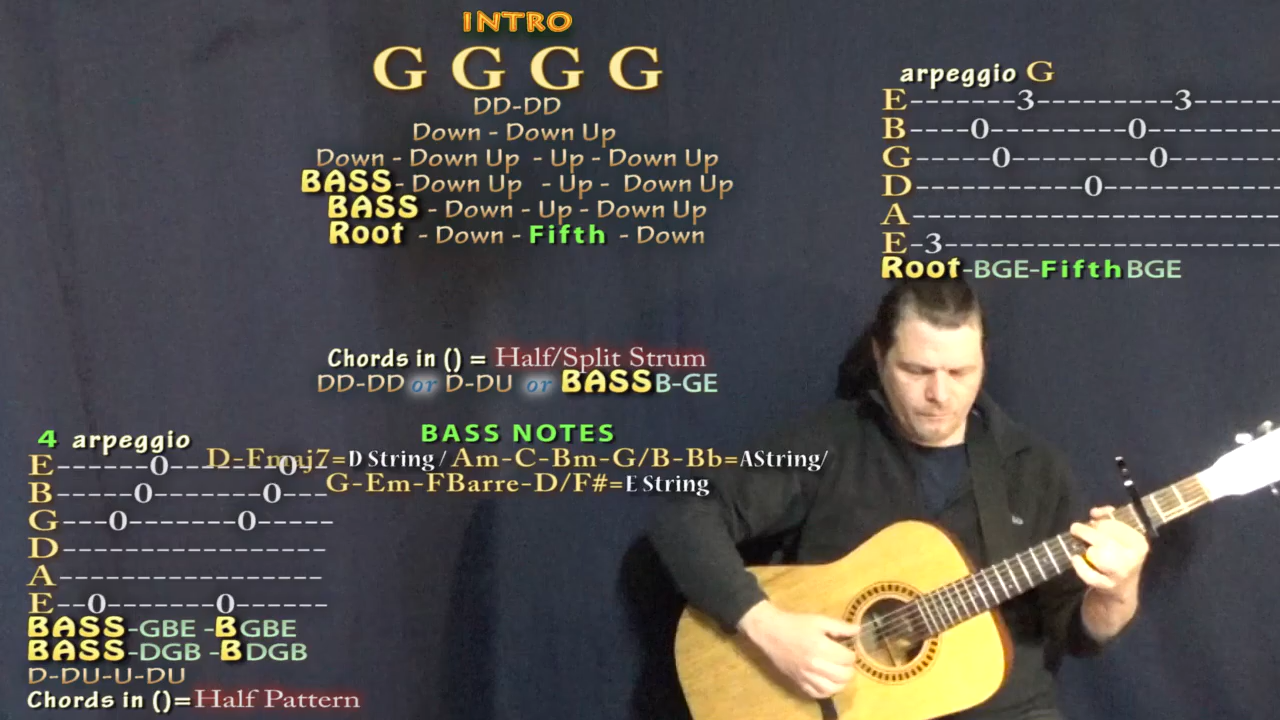 INTRO
G G G G
DD-DD
Down - Down Up
Down - Down Up - Up - Down Up
BASS - Down Up - Up - Down Up
BASS - Down - Up - Down Up
Root - Down - Fifth - Down
Chords in () = Half/Split Strum
DD-DD or D-DU or BASS B-GE
BASS NOTES
D-Fmaj7=D String / Am-C-Bm-G/B-Bb=AString/
G-Em-FBarre-D/F#=E String
arpeggio G
E-------3-------3-----
B----0-------0-------
G-----0-------0------
D---------0---------
A------------------
E-3----------------
Root-BGE-Fifth BGE
4 arpeggio
E------0------0--
B-----0------0---
G---0------0----
D----------------
A----------------
E--0-------0------
BASS-GBE -BGBE
BASS-DGB -BDGB
D-DU-U-DU
Chords in ()=Half Pattern